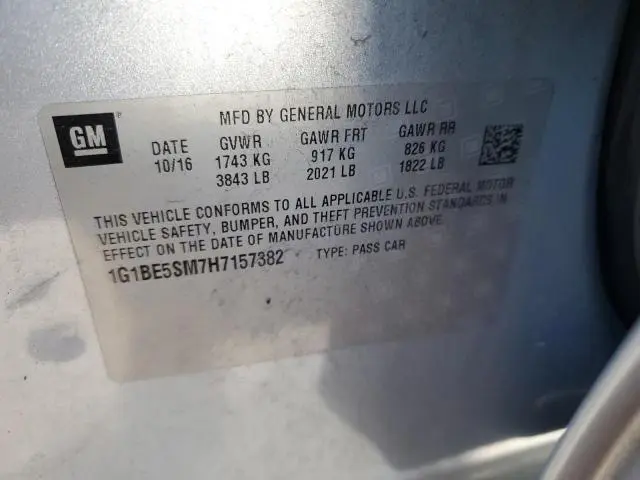 MFD BY GENERAL MOTORS LLC
GM
DATE GVWR GAWR FRT GAWR RR
10/16 1743 KG 917 KG 826 KG
3843 LB 2021 LB 1822 LB
THIS VEHICLE CONFORMS TO ALL APPLICABLE U.S. FEDERAL MOTOR
VEHICLE SAFETY, BUMPER, AND THEFT PREVENTION STANDARDS IN
EFFECT ON THE DATE OF MANUFACTURE SHOWN ABOVE.
1G1BE5SM7H7157382 TYPE: PASS CAR